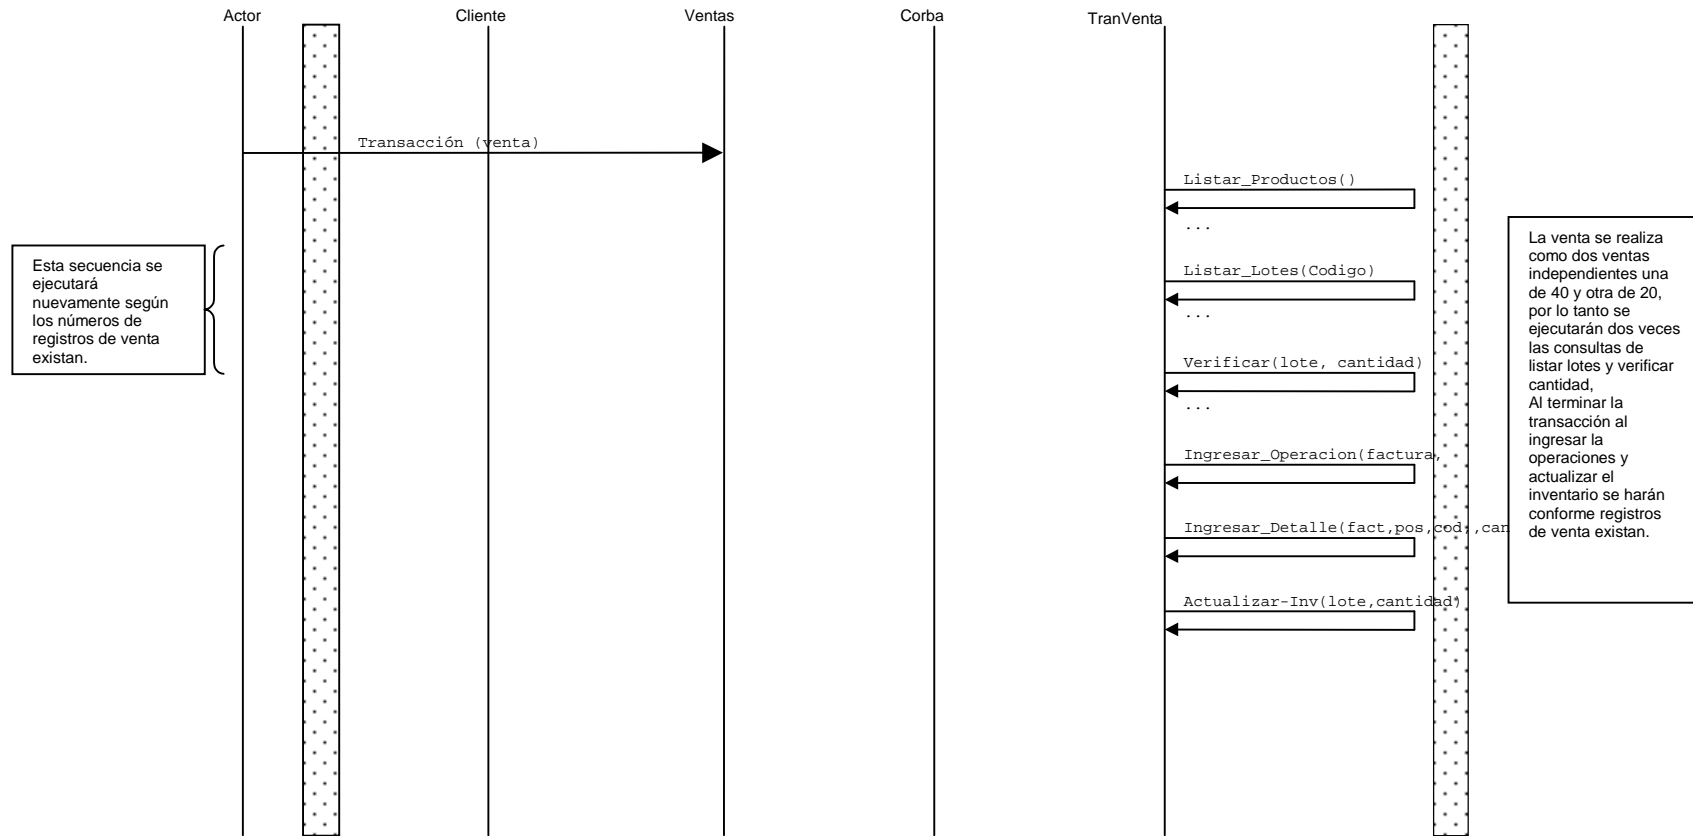 Actor
Cliente
Ventas
Corba
TranVenta
Transacción (venta)
Listar_Productos()
...
Listar_Lotes(Codigo)
...
Verificar(lote, cantidad)
...
Ingresar_Operacion(factura,
Ingresar_Detalle(fact,pos,cod,,can
Actualizar-Inv(lote,cantidad)
Esta secuencia se
ejecutará
nuevamente según
los números de
registros de venta
existan.
La venta se realiza
como dos ventas
independientes una
de 40 y otra de 20,
por lo tanto se
ejecutarán dos veces
las consultas de
listar lotes y verificar
cantidad,
Al terminar la
transacción al
ingresar la
operaciones y
actualizar el
inventario se harán
conforme registros
de venta existan.